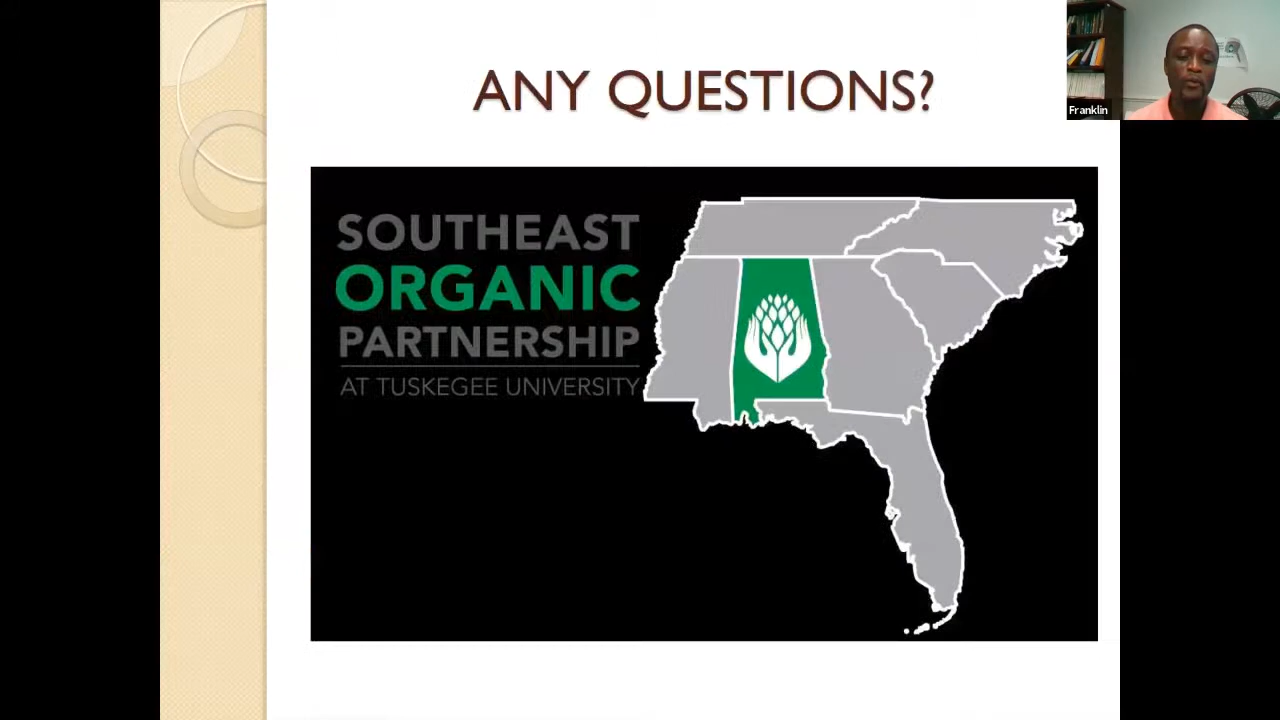 ANY QUESTIONS?
Franklin
SOUTHEAST
ORGANIC
PARTNERSHIP
AT TUSKEGEE UNIVERSITY